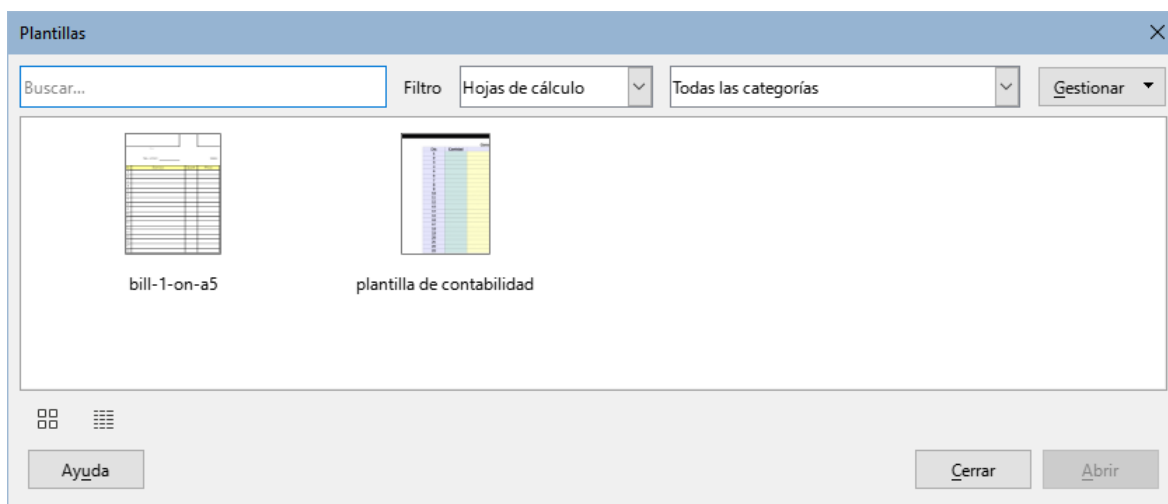 Plantillas
Buscar...
Filtro
Hojas de cálculo
Todas las categorías
Gestionar
bill-1-on-a5
plantilla de contabilidad
Ayuda
Cerrar
Abrir